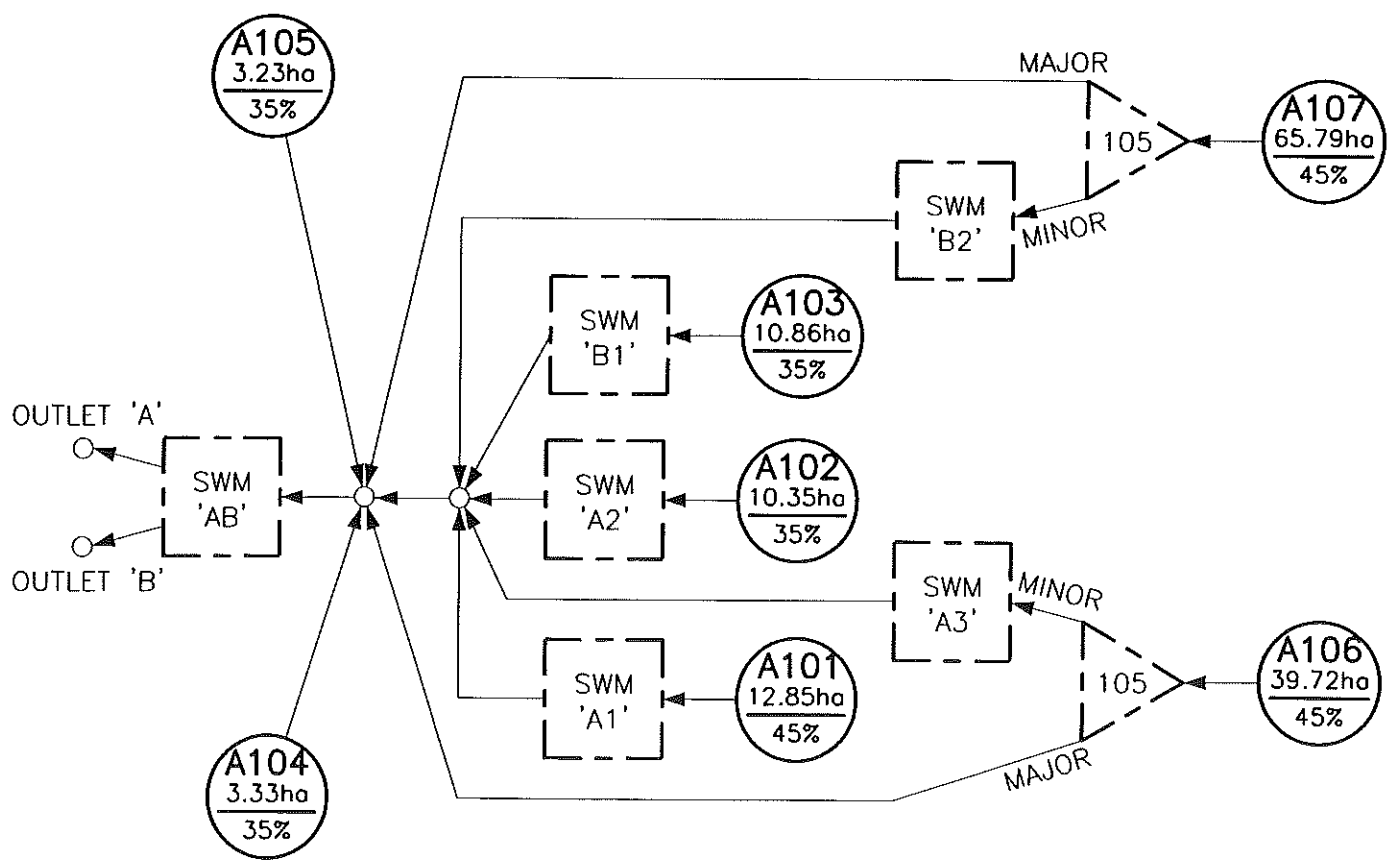 A105
3.23ha
35%
MAJOR
105
A107
65.79ha
45%
MINOR
SWM
'B2'
SWM
'B1'
A103
10.86ha
35%
OUTLET 'A'
SWM
'AB'
OUTLET 'B'
SWM
'A2'
A102
10.35ha
35%
SWM
'A3'
MINOR
105
A106
39.72ha
45%
MAJOR
SWM
'A1'
A101
12.85ha
45%
A104
3.33ha
35%